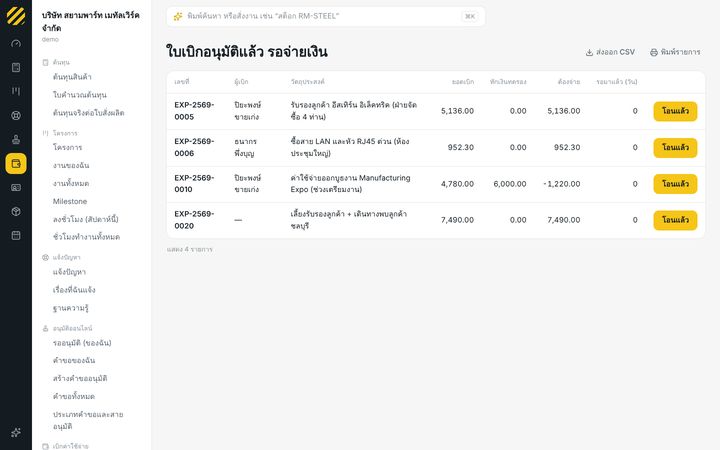 บริษัท สยามพาร์ท เมทัลเวิร์ค
จำกัด
demo
ต้นทุน
ต้นทุนสินค้า
ใบคำนวณต้นทุน
ต้นทุนจริงต่อใบสั่งผลิต
โครงการ
โครงการ
งานของฉัน
งานทั้งหมด
Milestone
ลงชั่วโมง (สัปดาห์นี้)
ชั่วโมงทำงานทั้งหมด
แจ้งปัญหา
แจ้งปัญหา
เรื่องที่ฉันแจ้ง
ฐานความรู้
อนุมัติออนไลน์
รออนุมัติ (ของฉัน)
คำขอของฉัน
สร้างคำขออนุมัติ
คำขอทั้งหมด
ประเภทคำขอและสาย
อนุมัติ
เบิกค่าใช้จ่าย
พิมพ์ค้นหา หรือสั่งงาน เช่น "สต็อก RM-STEEL" ⌘K
ใบเบิกอนุมัติแล้ว รอจ่ายเงิน
ส่งออก CSV
พิมพ์รายการ
เลขที่ ผู้เบิก วัตถุประสงค์ ยอดเบิก หักเงินทดรอง ต้องจ่าย รอมาแล้ว (วัน)
EXP-2569-0005 ปิยะพงษ์ ขายเก่ง รับรองลูกค้า อีสเทิร์น อิเล็คทริค (ฝ่ายจัดซื้อ 4 ท่าน) 5,136.00 0.00 5,136.00 0 โอนแล้ว
EXP-2569-0006 ธนากร พึ่งบุญ ซื้อสาย LAN และหัว RJ45 ด่วน (ห้องประชุมใหญ่) 952.30 0.00 952.30 0 โอนแล้ว
EXP-2569-0010 ปิยะพงษ์ ขายเก่ง ค่าใช้จ่ายออกบูธงาน Manufacturing Expo (ช่วงเตรียมงาน) 4,780.00 6,000.00 -1,220.00 0 โอนแล้ว
EXP-2569-0020 — เลี้ยงรับรองลูกค้า + เดินทางพบลูกค้า ชลบุรี 7,490.00 0.00 7,490.00 0 โอนแล้ว
แสดง 4 รายการ